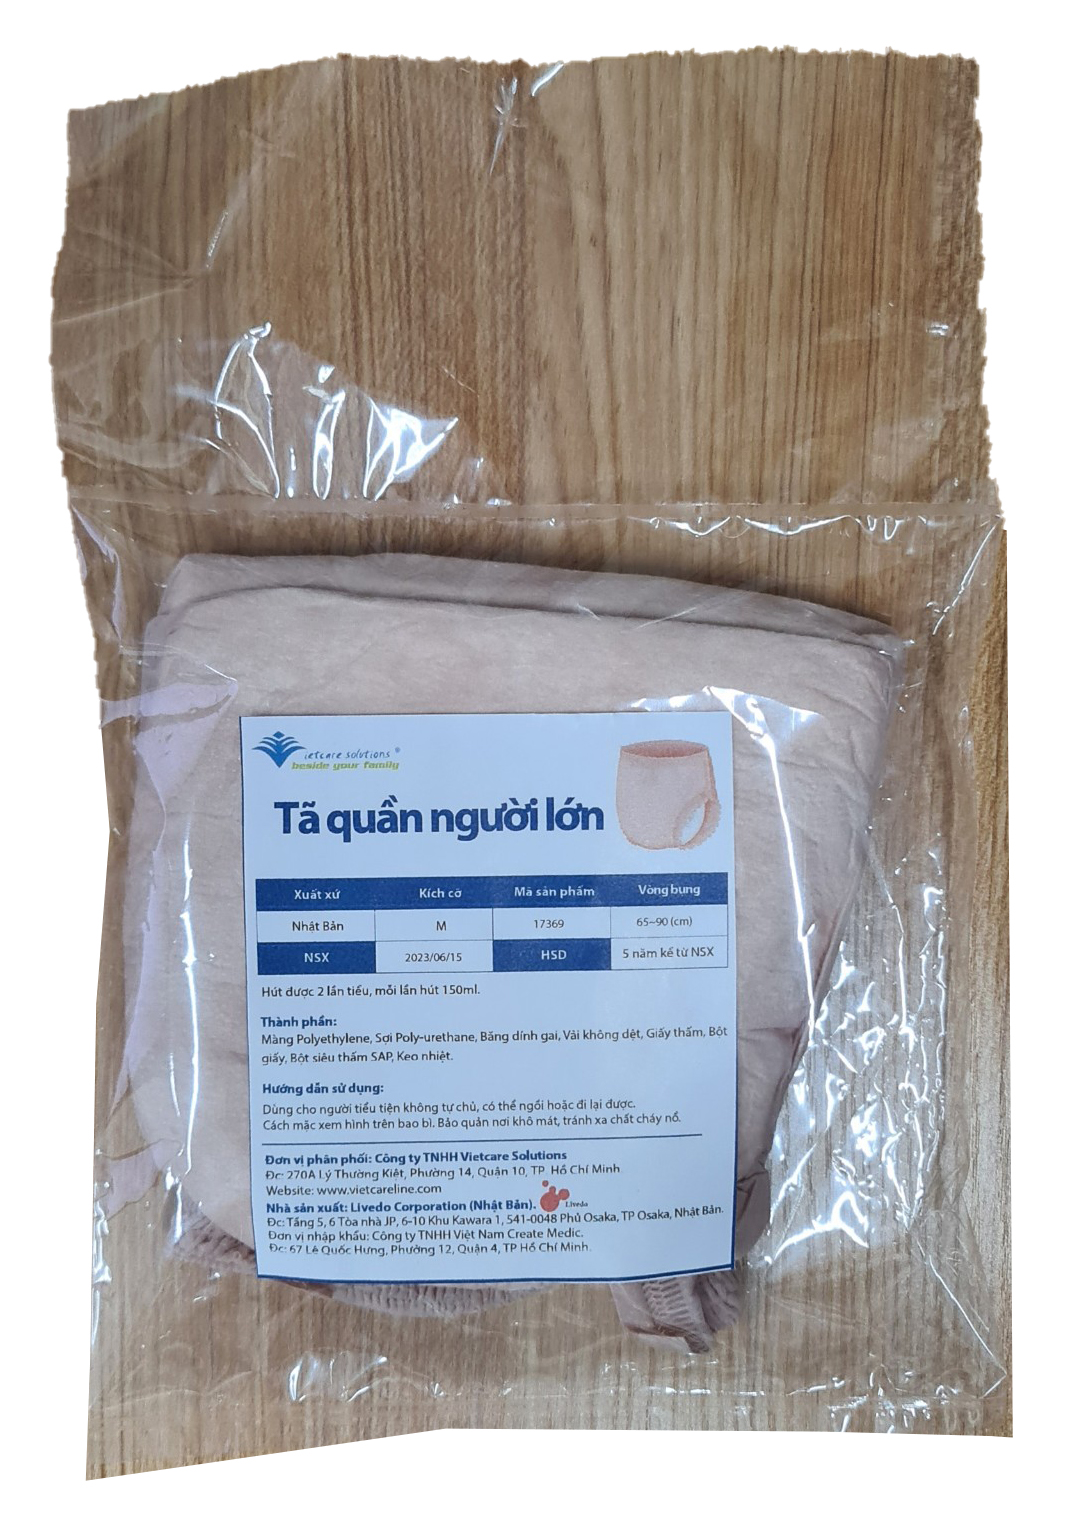 ietcare solutions ®
beside your family
Tã quần người lớn
Xuất xứ Kích cỡ Mã sản phẩm Vòng bụng
Nhật Bản M 17369 65~90 (cm)
NSX 2023/06/15 HSD 5 năm kể từ NSX
Hút được 2 lần tiểu, mỗi lần hút 150ml.
Thành phần:
Màng Polyethylene, Sợi Poly-urethane, Băng dính gai, Vải không dệt, Giấy thấm, Bột
giấy, Bột siêu thấm SAP, Keo nhiệt.
Hướng dẫn sử dụng:
Dùng cho người tiểu tiện không tự chủ, có thể ngồi hoặc đi lại được.
Cách mặc xem hình trên bao bì. Bảo quản nơi khô mát, tránh xa chất cháy nổ.
Đơn vị phân phối: Công ty TNHH Vietcare Solutions
Đc: 270A Lý Thường Kiệt, Phường 14, Quận 10, TP. Hồ Chí Minh
Website: www.vietcareline.com
Nhà sản xuất: Livedo Corporation (Nhật Bản). Livedo
Đc: Tầng 5, 6 Tòa nhà JP, 6-10 Khu Kawara 1, 541-0048 Phủ Osaka, TP Osaka, Nhật Bản.
Đơn vị nhập khẩu: Công ty TNHH Việt Nam Create Medic.
Đc: 67 Lê Quốc Hưng, Phường 12, Quận 4, TP Hồ Chí Minh.